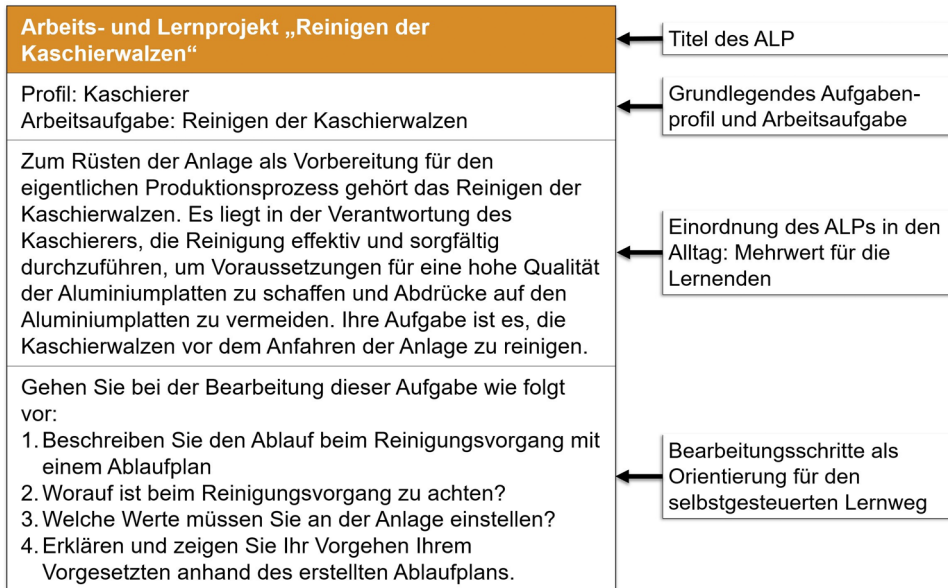 Arbeits- und Lernprojekt „Reinigen der
Kaschierwalzen“
Titel des ALP
Profil: Kaschierer
Arbeitsaufgabe: Reinigen der Kaschierwalzen
Grundlegendes Aufgaben-
profil und Arbeitsaufgabe
Zum Rüsten der Anlage als Vorbereitung für den
eigentlichen Produktionsprozess gehört das Reinigen der
Kaschierwalzen. Es liegt in der Verantwortung des
Kaschierers, die Reinigung effektiv und sorgfältig
durchzuführen, um Voraussetzungen für eine hohe Qualität
der Aluminiumplatten zu schaffen und Abdrücke auf den
Aluminiumplatten zu vermeiden. Ihre Aufgabe ist es, die
Kaschierwalzen vor dem Anfahren der Anlage zu reinigen.
Einordnung des ALPs in den
Alltag: Mehrwert für die
Lernenden
Gehen Sie bei der Bearbeitung dieser Aufgabe wie folgt
vor:
1. Beschreiben Sie den Ablauf beim Reinigungsvorgang mit
einem Ablaufplan
2. Worauf ist beim Reinigungsvorgang zu achten?
3. Welche Werte müssen Sie an der Anlage einstellen?
4. Erklären und zeigen Sie Ihr Vorgehen Ihrem
Vorgesetzten anhand des erstellten Ablaufplans.
Bearbeitungsschritte als
Orientierung für den
selbstgesteuerten Lernweg